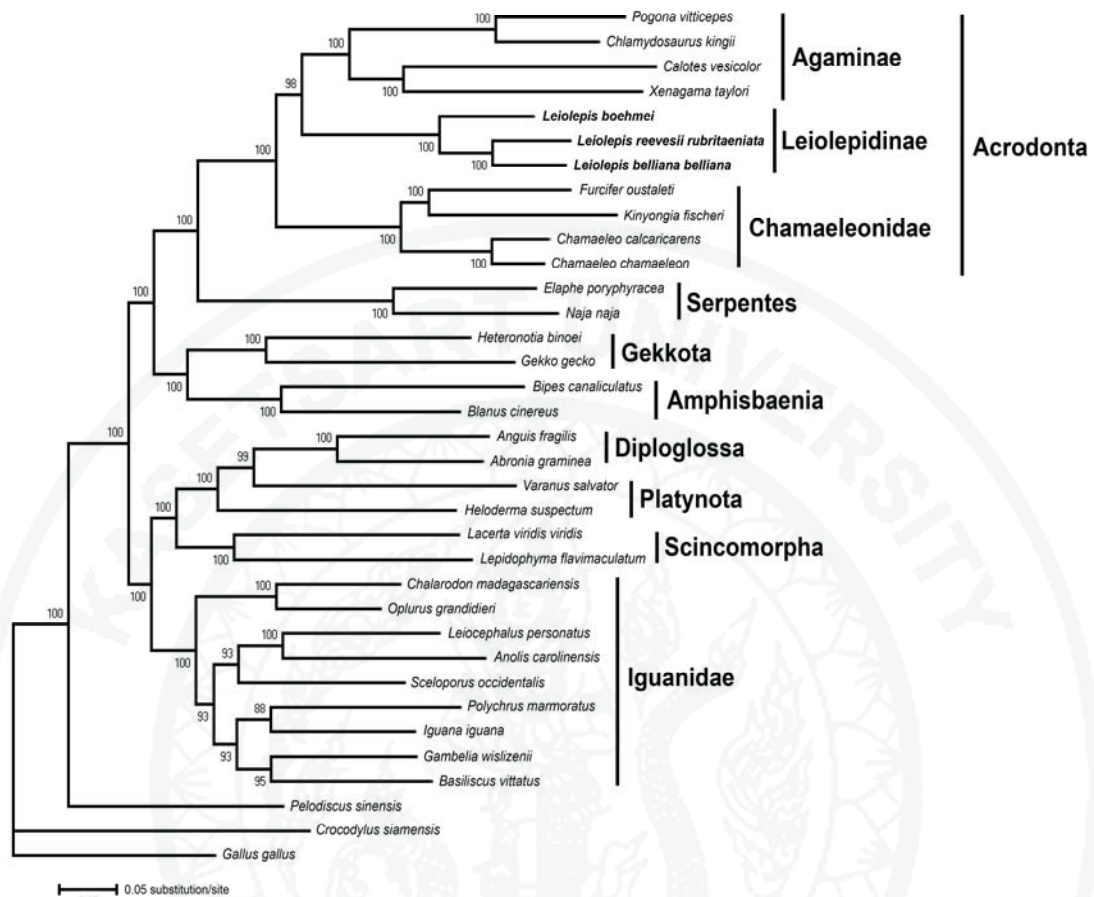 Pogona vitticeps
100
Chlamydosaurus kingii
100
Agaminae
Calotes vesicolor
100
Xenagama taylori
98
Leiolepis boehmei
Leiolepis reevesii rubritaeniata
Leiolepidinae
Acrodonta
100
100
Leiolepis belliana belliana
100
Furcifer oustaleti
100
Kinyongia fischeri
Chamaeleonidae
100
Chamaeleo calcaricarens
100
Chamaeleo chamaeleon
100
Elaphe poryphyracea
Serpentes
100
Naja naja
100
Heteronotia binoei
100
Gekkota
Gekko gecko
100
Bipes canaliculatus
Amphisbaenia
100
Blanus cinereus
100
Anguis fragilis
100
Diploglossa
Abronia graminea
99
Varanus salvator
100
Platynota
Heloderma suspectum
100
Lacerta viridis viridis
Scincomorpha
100
Lepidophyma flavimaculatum
100
Chalarodon madagascariensis
100
Oplurus grandidieri
100
Leiocephalus personatus
100
93
Anolis carolinensis
100
Iguanidae
Sceloporus occidentalis
Polychrus marmoratus
88
93
Iguana iguana
93
Gambelia wislizenii
95
Basiliscus vittatus
Pelodiscus sinensis
Crocodylus siamensis
Gallus gallus
0.05 substitution/site
KASETSART UNIVERSITY